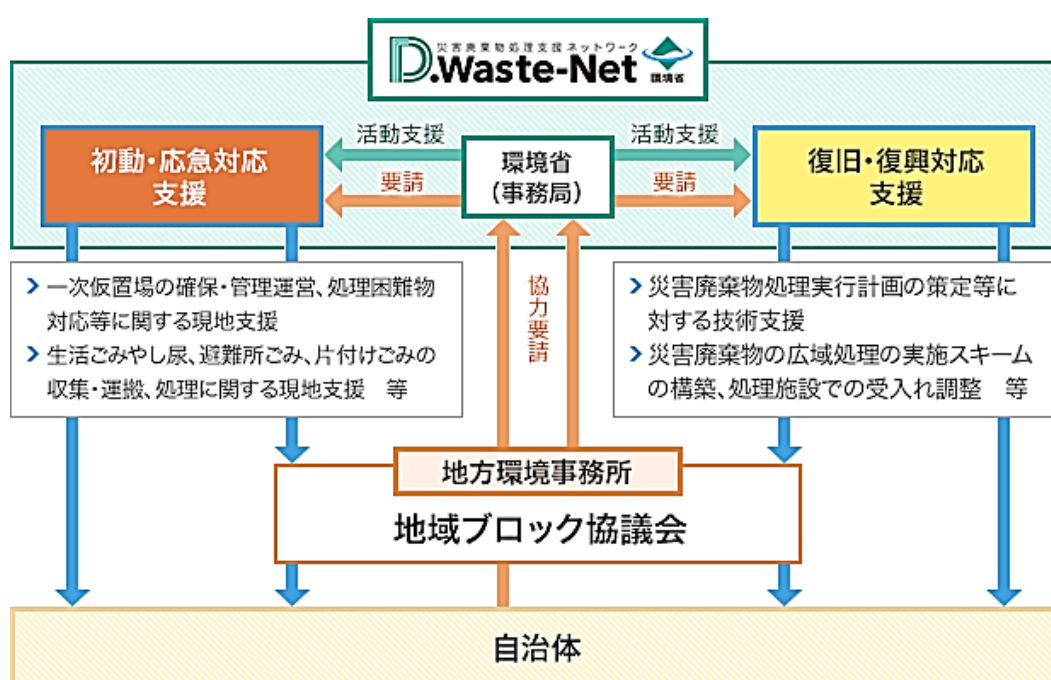 災害廃棄物処理支援ネットワーク
D.Waste-Net
環境省
初動・応急対応
支援
活動支援
要請
環境省
(事務局)
活動支援
要請
復旧・復興対応
支援
一次仮置場の確保・管理運営、処理困難物
対応等に関する現地支援
生活ごみやし尿、避難所ごみ、片付けごみの
収集・運搬、処理に関する現地支援　等
協力要請
災害廃棄物処理実行計画の策定等に
対する技術支援
災害廃棄物の広域処理の実施スキーム
の構築、処理施設での受入れ調整　等
地方環境事務所
地域ブロック協議会
自治体